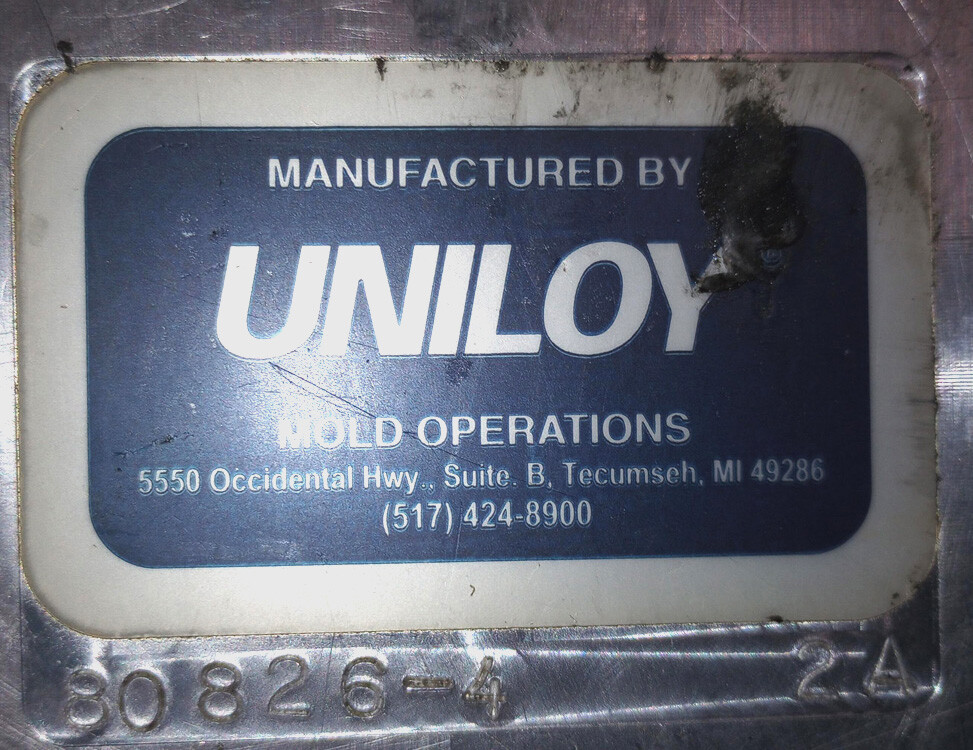 MANUFACTURED BY
UNILOY
MOLD OPERATIONS
5550 Occidental Hwy., Suite. B, Tecumseh, MI 49286
(517) 424-8900
80826-4 2A